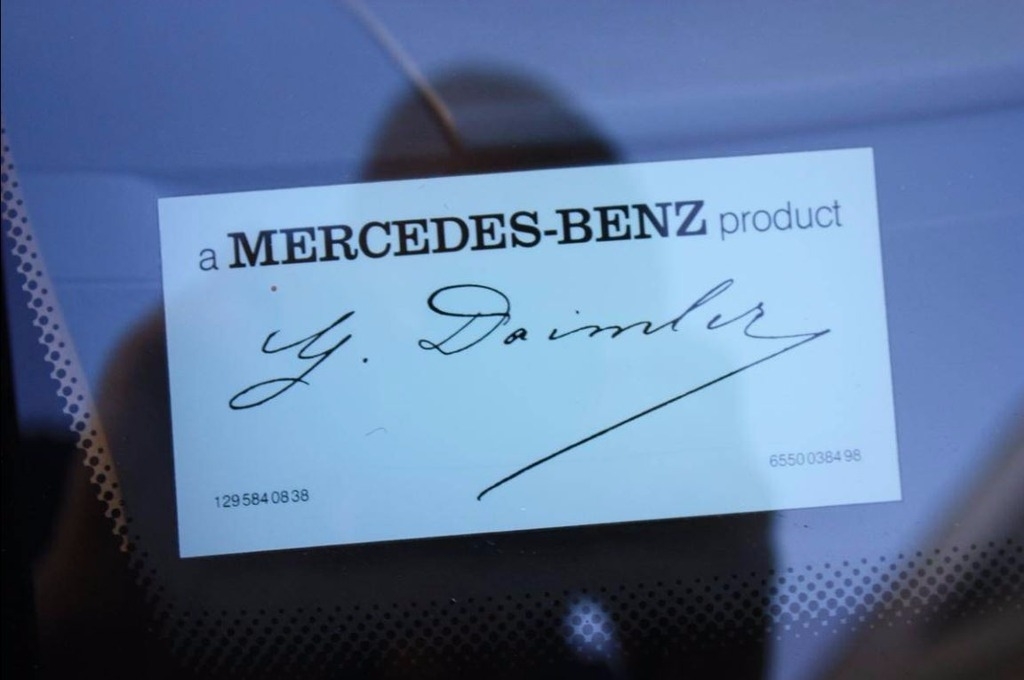 a MERCEDES-BENZ product
G. Daimler
6550038498
1295840838